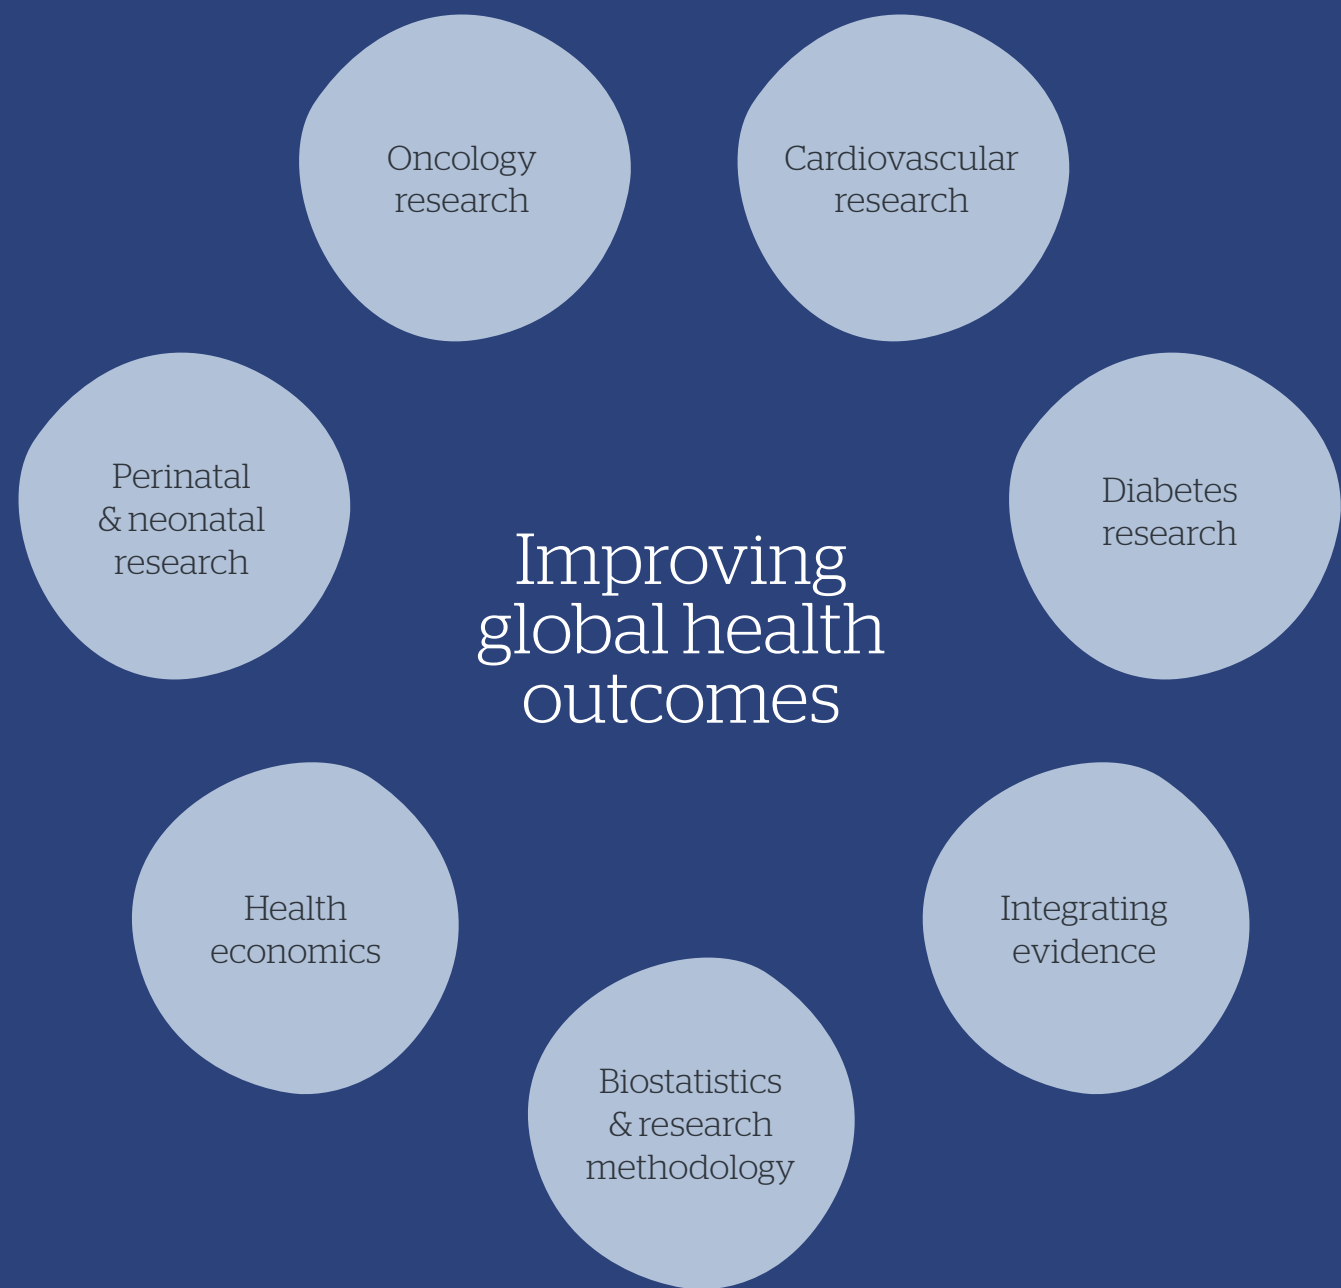 Oncology
research
Cardiovascular
research
Perinatal
& neonatal
research
Diabetes
research
Improving
global health
outcomes
Health
economics
Integrating
evidence
Biostatistics
& research
methodology